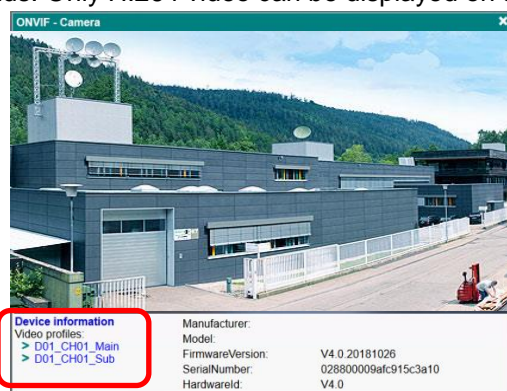 ONVIF - Camera
Device information
Video profiles:
> D01_CH01_Main
> D01_CH01_Sub
Manufacturer:
Model:
FirmwareVersion: V4.0.20181026
SerialNumber: 028800009afc915c3a10
HardwareId: V4.0